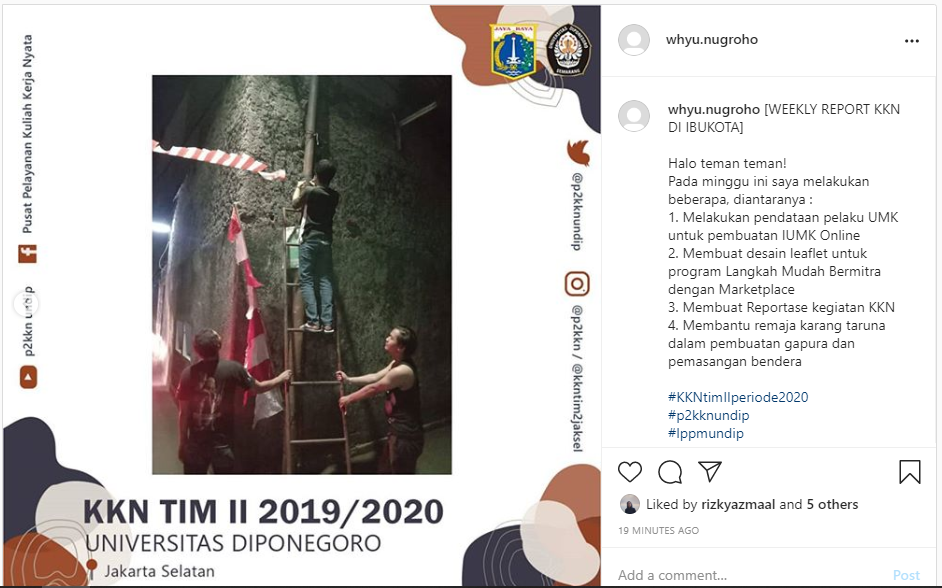 Pusat Pelayanan Kuliah Kerja Nyata
p2kkn undip
JAYA RAYA
UNIVERSITAS DIPONEGORO
SEMARANG
@p2kknundip
@p2kkn / @kkntim2jaksel
KKN TIM II 2019/2020
UNIVERSITAS DIPONEGORO
Jakarta Selatan
whyu.nugroho
whyu.nugroho [WEEKLY REPORT KKN
DI IBUKOTA]
Halo teman teman!
Pada minggu ini saya melakukan
beberapa, diantaranya :
1. Melakukan pendataan pelaku UMK
untuk pembuatan IUMK Online
2. Membuat desain leaflet untuk
program Langkah Mudah Bermitra
dengan Marketplace
3. Membuat Reportase kegiatan KKN
4. Membantu remaja karang taruna
dalam pembuatan gapura dan
pemasangan bendera
#KKNtimIIperiode2020
#p2kknundip
#lppmundip
Liked by rizkyazmaal and 5 others
19 MINUTES AGO
Add a comment...
Post